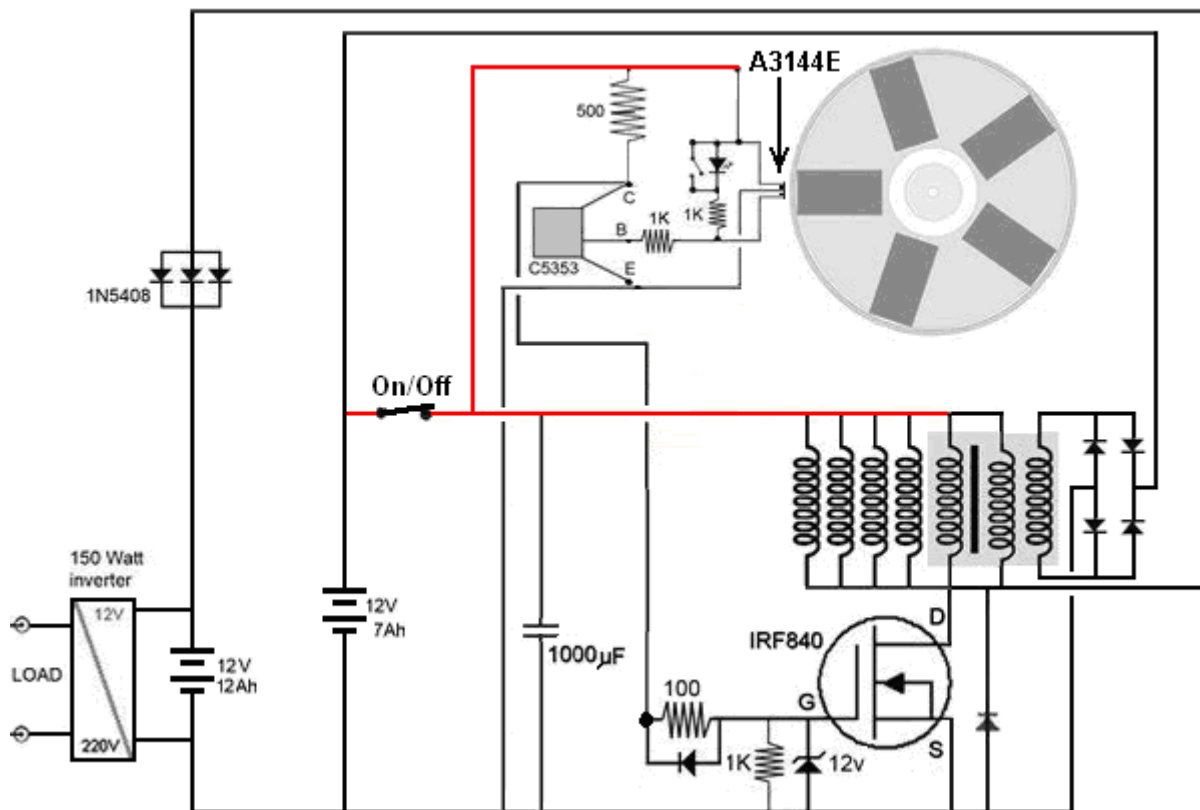 A3144E
500
C
1K
1K
B
C5353
E
1N5408
On/Off
150 Watt
inverter
12V
LOAD
220V
12V
12Ah
12V
7Ah
1000µF
100
1K
12v
IRF840
D
G
S